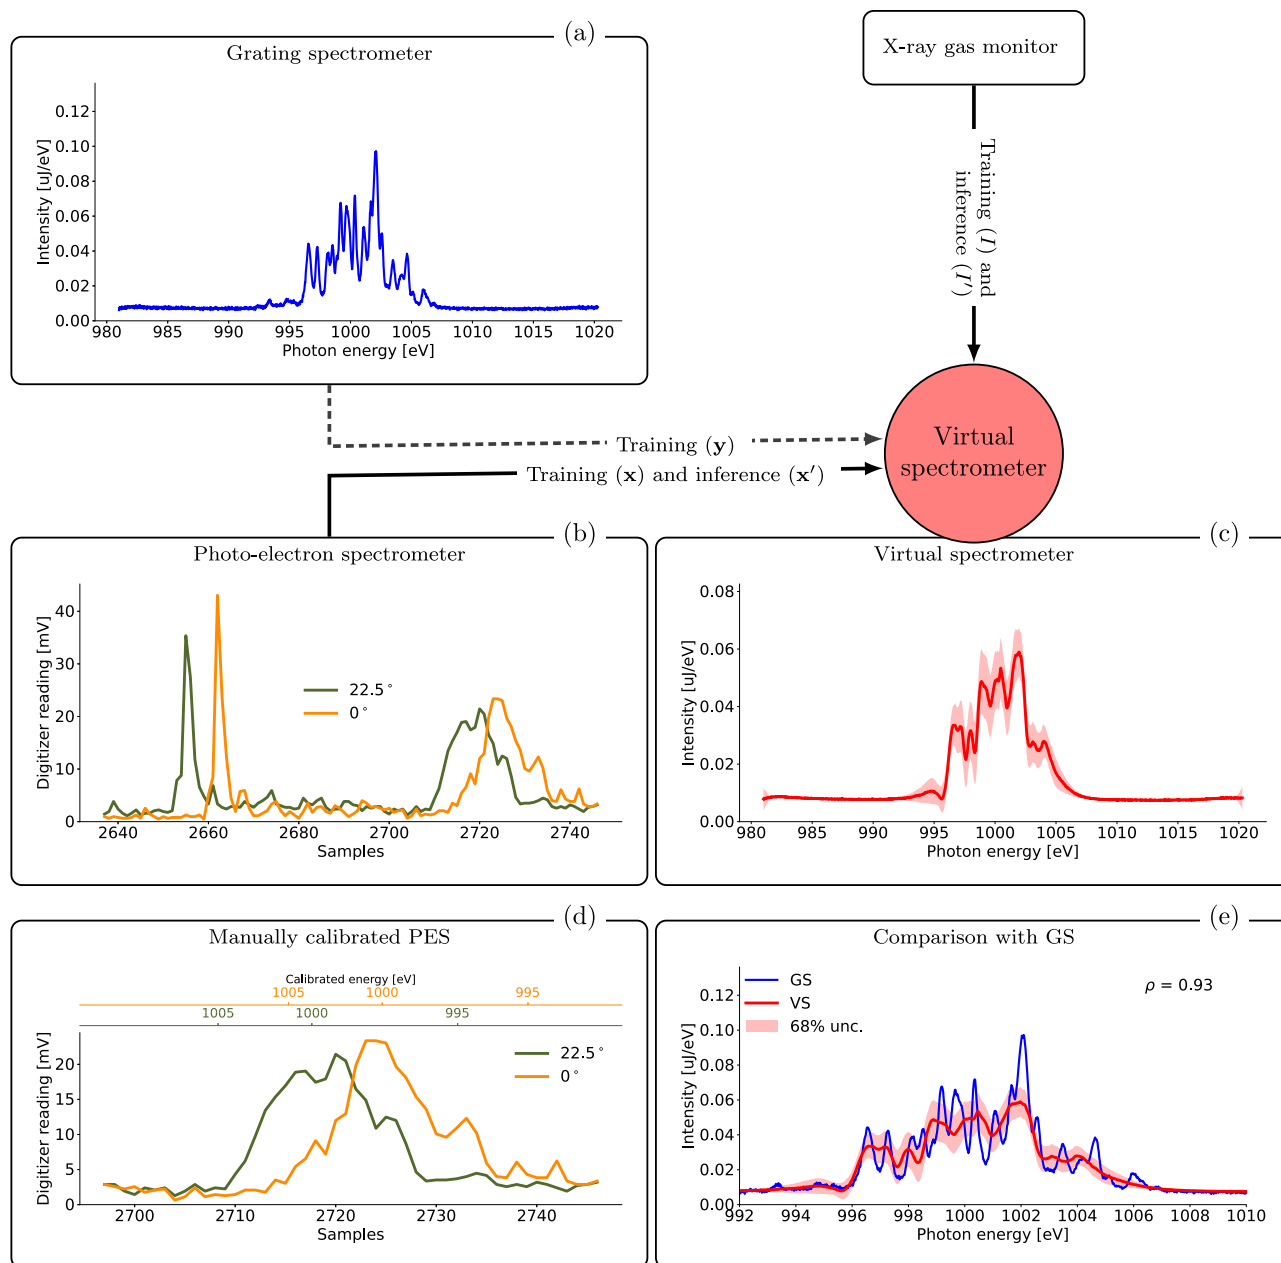 (a)
Grating spectrometer
Intensity [uJ/eV]
0.12
0.10
0.08
0.06
0.04
0.02
0.00
980 985 990 995 1000 1005 1010 1015 1020
Photon energy [eV]
X-ray gas monitor
Training (I) and
inference (I′)
Training (y)
Training (x) and inference (x′)
Virtual
spectrometer
(b)
Photo-electron spectrometer
Digitizer reading [mV]
40
30
20
10
0
22.5°
0°
2640 2660 2680 2700 2720 2740
Samples
(c)
Virtual spectrometer
Intensity [uJ/eV]
0.08
0.06
0.04
0.02
0.00
980 985 990 995 1000 1005 1010 1015 1020
Photon energy [eV]
(d)
Manually calibrated PES
Calibrated energy [eV]
1005 1000 995
1005 1000 995
Digitizer reading [mV]
20
15
10
5
0
22.5°
0°
2700 2710 2720 2730 2740
Samples
(e)
Comparison with GS
Intensity [uJ/eV]
0.12
0.10
0.08
0.06
0.04
0.02
0.00
GS
VS
68% unc.
ρ = 0.93
992 994 996 998 1000 1002 1004 1006 1008 1010
Photon energy [eV]